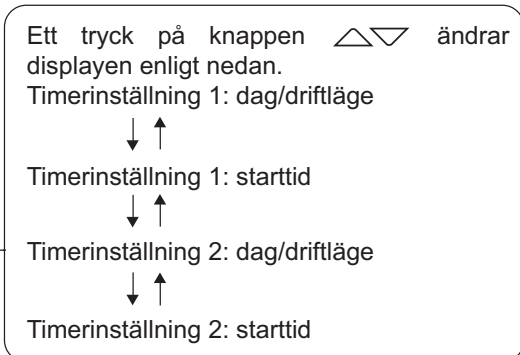 Ett tryck på knappen ändrar
displayen enligt nedan.
Timerinställning 1: dag/driftläge
Timerinställning 1: starttid
Timerinställning 2: dag/driftläge
Timerinställning 2: starttid